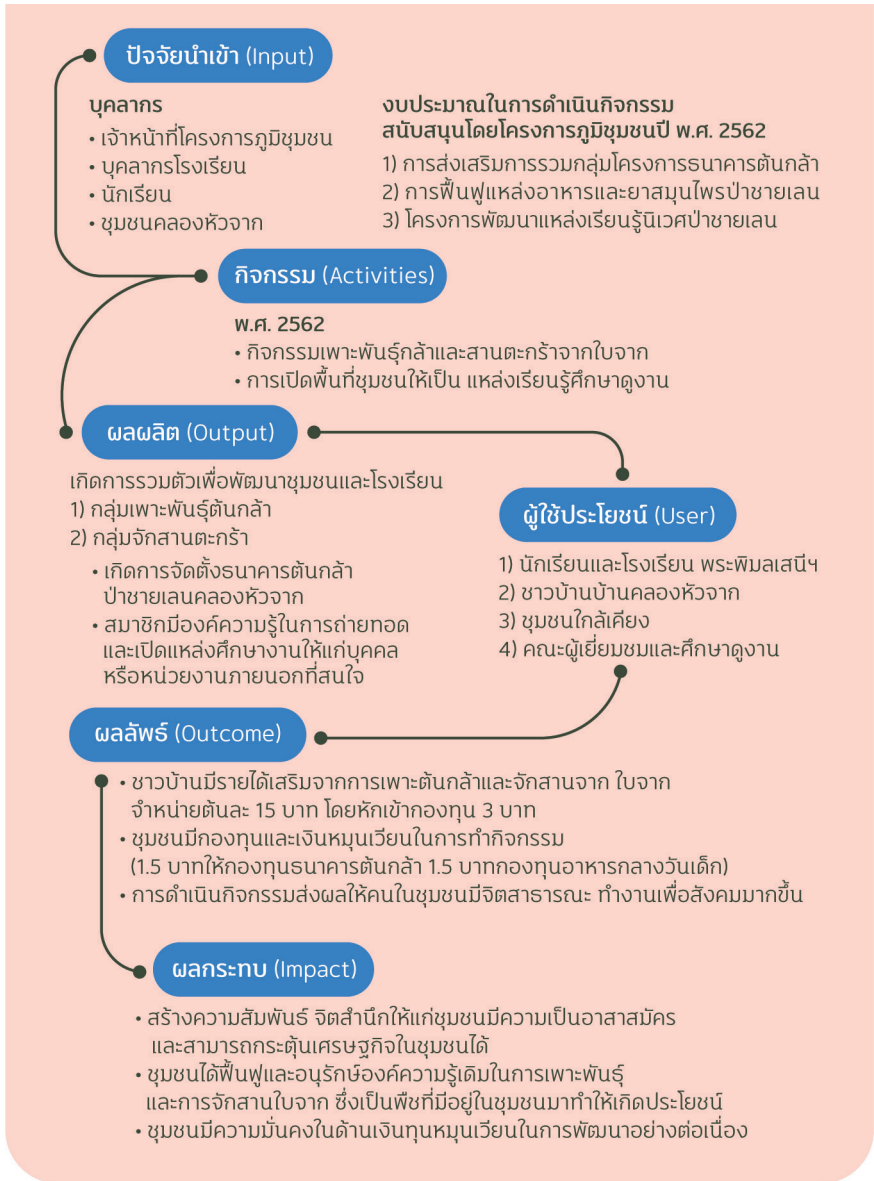 ปัจจัยนำเข้า (Input)
บุคลากร
• เจ้าหน้าที่โครงการภูมิชุมชน
• บุคลากรโรงเรียน
• นักเรียน
• ชุมชนคลองหัวจาก
งบประมาณในการดำเนินกิจกรรม
สนับสนุนโดยโครงการภูมิชุมชนปี พ.ศ. 2562
1) การส่งเสริมการรวมกลุ่มโครงการธนาคารต้นกล้า
2) การฟื้นฟูแหล่งอาหารและยาสมุนไพรป่าชายเลน
3) โครงการพัฒนาแหล่งเรียนรู้นิเวศป่าชายเลน
กิจกรรม (Activities)
พ.ศ. 2562
• กิจกรรมเพาะพันธุ์กล้าและสานตะกร้าจากใบจาก
• การเปิดพื้นที่ชุมชนให้เป็น แหล่งเรียนรู้ศึกษาดูงาน
ผลผลิต (Output)
เกิดการรวมตัวเพื่อพัฒนาชุมชนและโรงเรียน
1) กลุ่มเพาะพันธุ์ต้นกล้า
2) กลุ่มจักสานตะกร้า
• เกิดการจัดตั้งธนาคารต้นกล้า
ป่าชายเลนคลองหัวจาก
• สมาชิกมีองค์ความรู้ในการถ่ายทอด
และเปิดแหล่งศึกษางานให้แก่บุคคล
หรือหน่วยงานภายนอกที่สนใจ
ผู้ใช้ประโยชน์ (User)
1) นักเรียนและโรงเรียน พระพิมลเสนีฯ
2) ชาวบ้านบ้านคลองหัวจาก
3) ชุมชนใกล้เคียง
4) คณะผู้เยี่ยมชมและศึกษาดูงาน
ผลลัพธ์ (Outcome)
• ชาวบ้านมีรายได้เสริมจากการเพาะต้นกล้าและจักสานจาก ใบจาก
จำหน่ายต้นละ 15 บาท โดยหักเข้ากองทุน 3 บาท
• ชุมชนมีกองทุนและเงินหมุนเวียนในการทำกิจกรรม
(1.5 บาทให้กองทุนธนาคารต้นกล้า 1.5 บาทกองทุนอาหารกลางวันเด็ก)
• การดำเนินกิจกรรมส่งผลให้คนในชุมชนมีจิตสาธารณะ ทำงานเพื่อสังคมมากขึ้น
ผลกระทบ (Impact)
• สร้างความสัมพันธ์ จิตสำนึกให้แก่ชุมชนมีความเป็นอาสาสมัคร
และสามารถกระตุ้นเศรษฐกิจในชุมชนได้
• ชุมชนได้ฟื้นฟูและอนุรักษ์องค์ความรู้เดิมในการเพาะพันธุ์
และการจักสานใบจาก ซึ่งเป็นพืชที่มีอยู่ในชุมชนมาทำให้เกิดประโยชน์
• ชุมชนมีความมั่นคงในด้านเงินทุนหมุนเวียนในการพัฒนาอย่างต่อเนื่อง